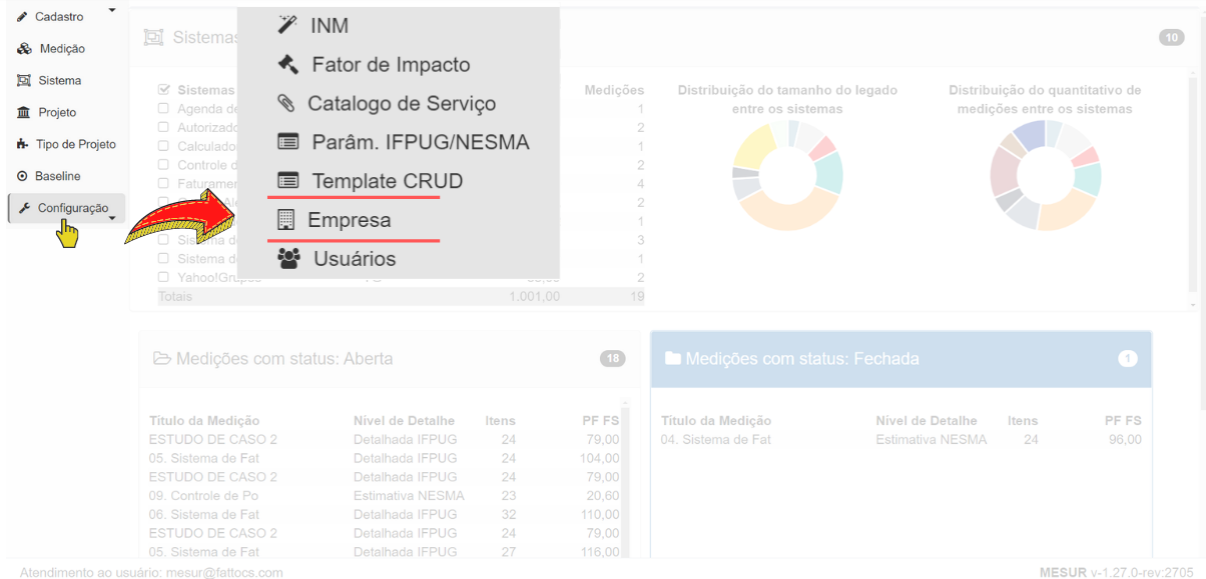 Cadastro
Medição
Sistema
Projeto
Tipo de Projeto
Baseline
Configuração
INM
Fator de Impacto
Catalogo de Serviço
Parâm. IFPUG/NESMA
Template CRUD
Empresa
Usuários
Sistemas
10
Sistemas Medições
Agenda de 1
Autorizado 2
Calculado 1
Controle d 2
Faturamen 4
2
1
Sistema d 3
Sistema d 1
Yahoo!Grupos 2
Totais 1.001,00 19
Distribuição do tamanho do legado
entre os sistemas
Distribuição do quantitativo de
medições entre os sistemas
Medições com status: Aberta 18
Título da Medição Nível de Detalhe Itens PF FS
ESTUDO DE CASO 2 Detalhada IFPUG 24 79,00
05. Sistema de Fat Detalhada IFPUG 24 104,00
ESTUDO DE CASO 2 Detalhada IFPUG 24 79,00
09. Controle de Po Estimativa NESMA 23 20,60
06. Sistema de Fat Detalhada IFPUG 32 110,00
ESTUDO DE CASO 2 Detalhada IFPUG 24 79,00
05. Sistema de Fat Detalhada IFPUG 27 116,00
Medições com status: Fechada 1
Título da Medição Nível de Detalhe Itens PF FS
04. Sistema de Fat Estimativa NESMA 24 96,00
Atendimento ao usuário: mesur@fattocs.com
MESUR v-1.27.0-rev:2705